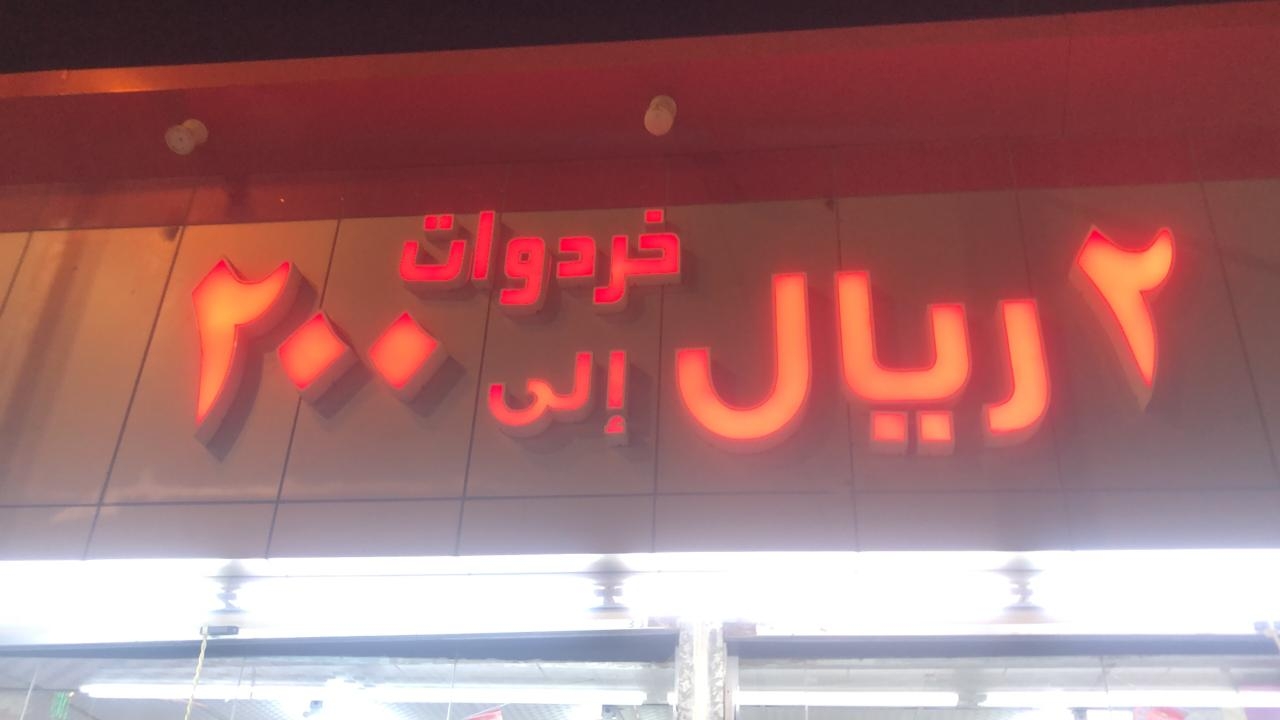 ٢ ريال
خردوات
إلى
٢٠٠